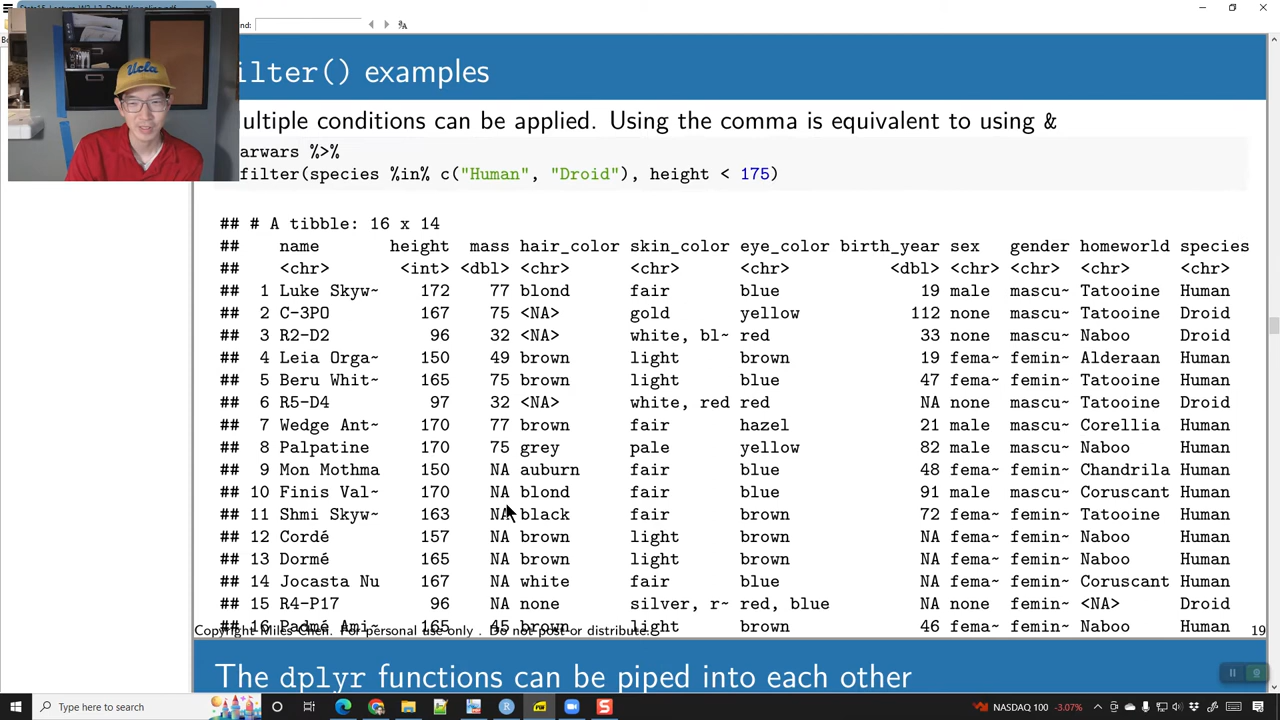 nd:
ilter() examples
Ucla
ultiple conditions can be applied. Using the comma is equivalent to using &
arwars %>%
filter(species %in% c("Human", "Droid"), height < 175)
## # A tibble: 16 x 14
## name height mass hair_color skin_color eye_color birth_year sex gender homeworld species
## <chr> <int> <dbl> <chr> <chr> <chr> <dbl> <chr> <chr> <chr> <chr>
## 1 Luke Skyw~ 172 77 blond fair blue 19 male mascu~ Tatooine Human
## 2 C-3PO 167 75 <NA> gold yellow 112 none mascu~ Tatooine Droid
## 3 R2-D2 96 32 <NA> white, bl~ red 33 none mascu~ Naboo Droid
## 4 Leia Orga~ 150 49 brown light brown 19 fema~ femin~ Alderaan Human
## 5 Beru Whit~ 165 75 brown light blue 47 fema~ femin~ Tatooine Human
## 6 R5-D4 97 32 <NA> white, red red NA none mascu~ Tatooine Droid
## 7 Wedge Ant~ 170 77 brown fair hazel 21 male mascu~ Corellia Human
## 8 Palpatine 170 75 grey pale yellow 82 male mascu~ Naboo Human
## 9 Mon Mothma 150 NA auburn fair blue 48 fema~ femin~ Chandrila Human
## 10 Finis Val~ 170 NA blond fair blue 91 male mascu~ Coruscant Human
## 11 Shmi Skyw~ 163 NA black fair brown 72 fema~ femin~ Tatooine Human
## 12 Cordé 157 NA brown light brown NA fema~ femin~ Naboo Human
## 13 Dormé 165 NA brown light brown NA fema~ femin~ Naboo Human
## 14 Jocasta Nu 167 NA white fair blue NA fema~ femin~ Coruscant Human
## 15 R4-P17 96 NA none silver, r~ red, blue NA none femin~ <NA> Droid
## 16 Padmé Ami~ 165 45 brown light brown 46 fema~ femin~ Naboo Human
Copyright Miles Chen. For personal use only . Do not post or distribute. 19
The dplyr functions can be piped into each other
Type here to search
NASDAQ 100 -3.07%